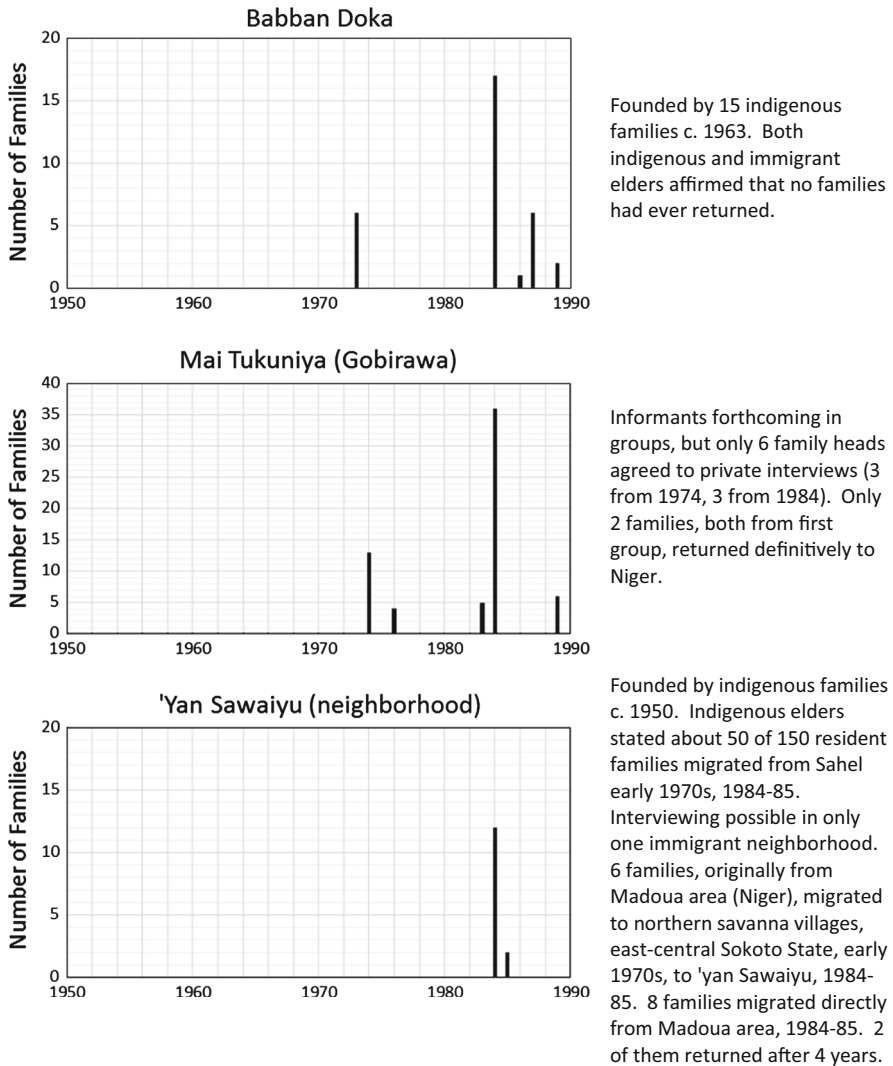 Babban Doka
Number of Families
20
15
10
5
0
1950 1960 1970 1980 1990
Founded by 15 indigenous
families c. 1963. Both
indigenous and immigrant
elders affirmed that no families
had ever returned.
Mai Tukuniya (Gobirawa)
Number of Families
40
35
30
25
20
15
10
5
0
1950 1960 1970 1980 1990
Informants forthcoming in
groups, but only 6 family heads
agreed to private interviews (3
from 1974, 3 from 1984). Only
2 families, both from first
group, returned definitively to
Niger.
'Yan Sawaiyu (neighborhood)
Number of Families
20
15
10
5
0
1950 1960 1970 1980 1990
Founded by indigenous families
c. 1950. Indigenous elders
stated about 50 of 150 resident
families migrated from Sahel
early 1970s, 1984-85.
Interviewing possible in only
one immigrant neighborhood.
6 families, originally from
Madoua area (Niger), migrated
to northern savanna villages,
east-central Sokoto State, early
1970s, to 'yan Sawaiyu, 1984-
85. 8 families migrated directly
from Madoua area, 1984-85. 2
of them returned after 4 years.